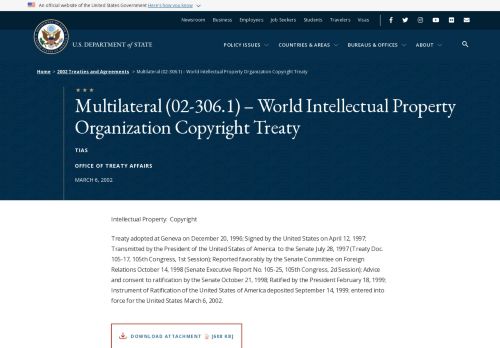 An official website of the United States Government Here's how you know
Newsroom Business Employers Job Seekers Students Travelers Visas
U.S. DEPARTMENT of STATE
POLICY ISSUES COUNTRIES & AREAS BUREAUS & OFFICES ABOUT
Home > 2002 Treaties and Agreements > Multilateral (02-306.1) – World Intellectual Property Organization Copyright Treaty
Multilateral (02-306.1) – World Intellectual Property
Organization Copyright Treaty
TIAS
OFFICE OF TREATY AFFAIRS
MARCH 6, 2002
Intellectual Property: Copyright
Treaty adopted at Geneva on December 20, 1996; Signed by the United States on April 12, 1997;
Transmitted by the President of the United States of America to the Senate July 28, 1997 (Treaty Doc.
105-17, 105th Congress, 1st Session); Reported favorably by the Senate Committee on Foreign
Relations October 14, 1998 (Senate Executive Report No. 105-25, 105th Congress, 2d Session); Advice
and consent to ratification by the Senate October 21, 1998; Ratified by the President February 18, 1999;
Instrument of Ratification of the United States of America deposited September 14, 1999; entered into
force for the United States March 6, 2002.
DOWNLOAD ATTACHMENT [608 KB]